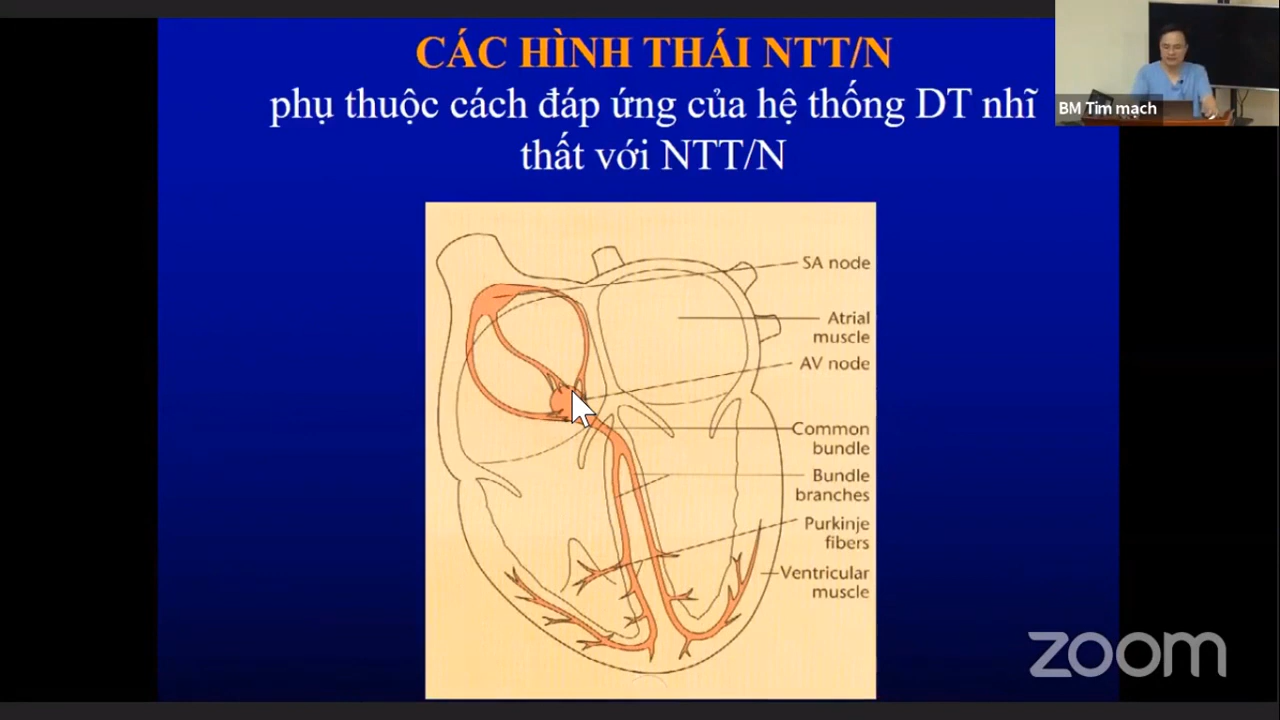 CÁC HÌNH THÁI NTT/N
phụ thuộc cách đáp ứng của hệ thống DT nhĩ
thất với NTT/N
BM Tim mạch
SA node
Atrial
muscle
AV node
Common
bundle
Bundle
branches
Purkinje
fibers
Ventricular
muscle
zoom